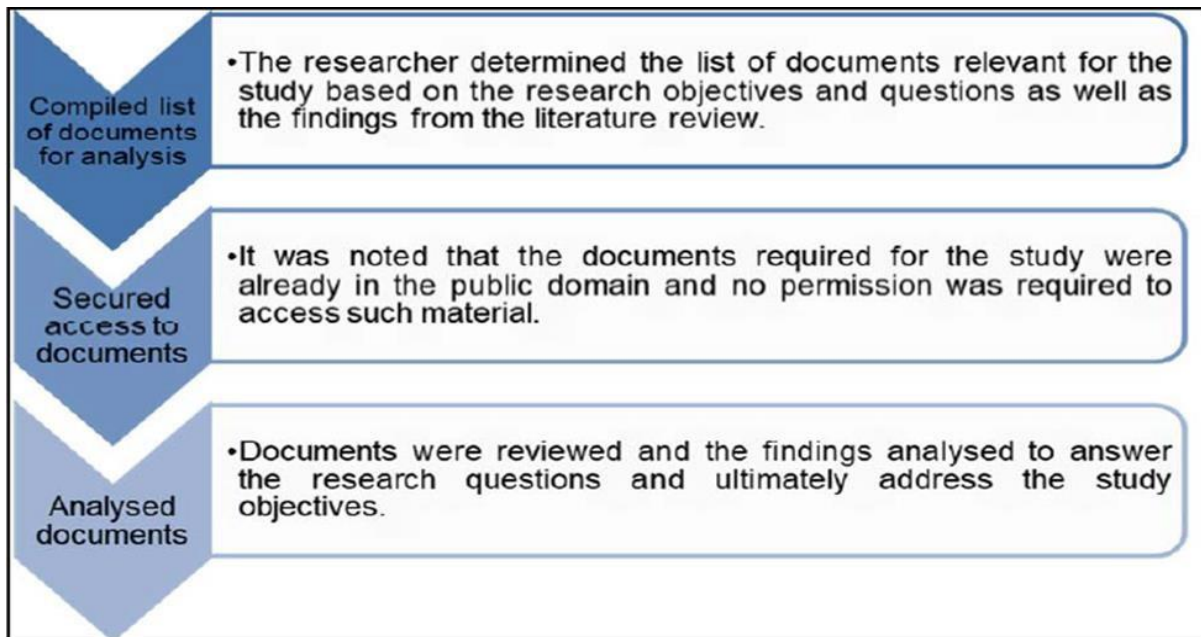 Compiled list
of documents
for analysis
•The researcher determined the list of documents relevant for the
study based on the research objectives and questions as well as
the findings from the literature review.
Secured
access to
documents
•It was noted that the documents required for the study were
already in the public domain and no permission was required to
access such material.
Analysed
documents
•Documents were reviewed and the findings analysed to answer
the research questions and ultimately address the study
objectives.